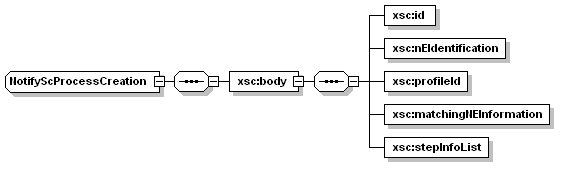 NotifyScProcessCreation
xsc:body
xsc:id
xsc:nEIdentification
xsc:profileId
xsc:matchingNEInformation
xsc:stepInfoList